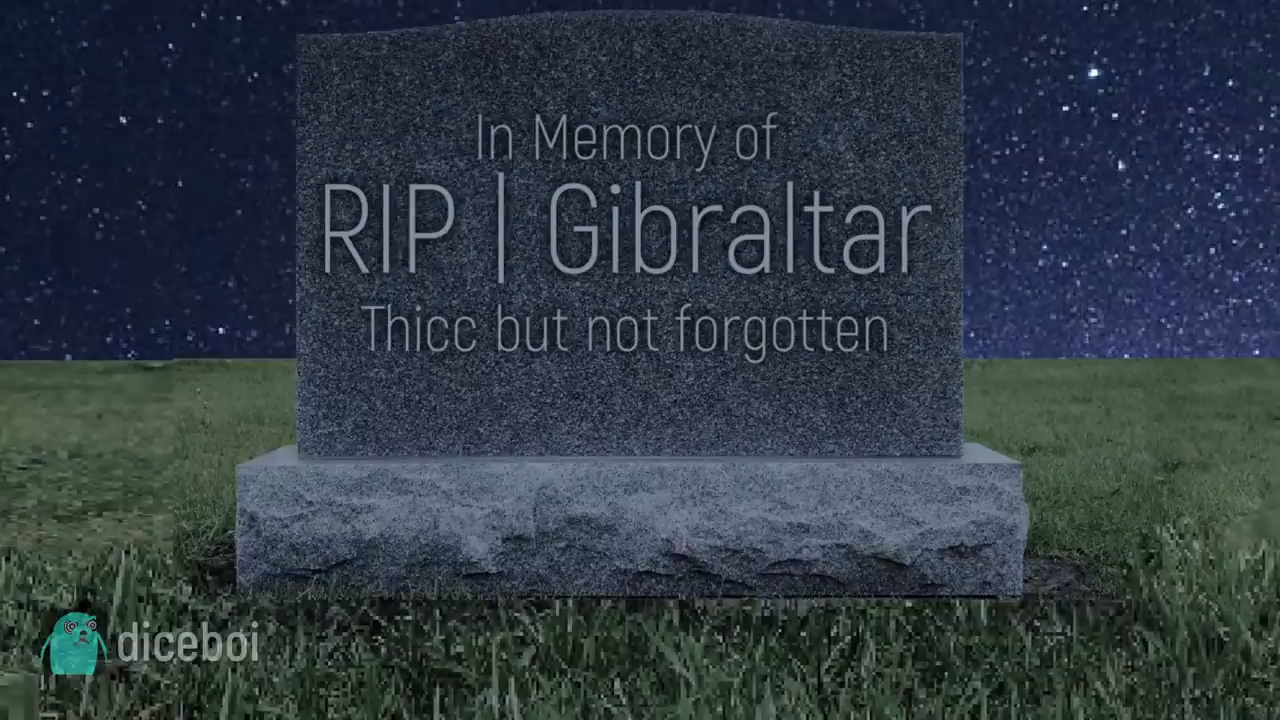 In Memory of
RIP | Gibraltar
Thicc but not forgotten
diceboi